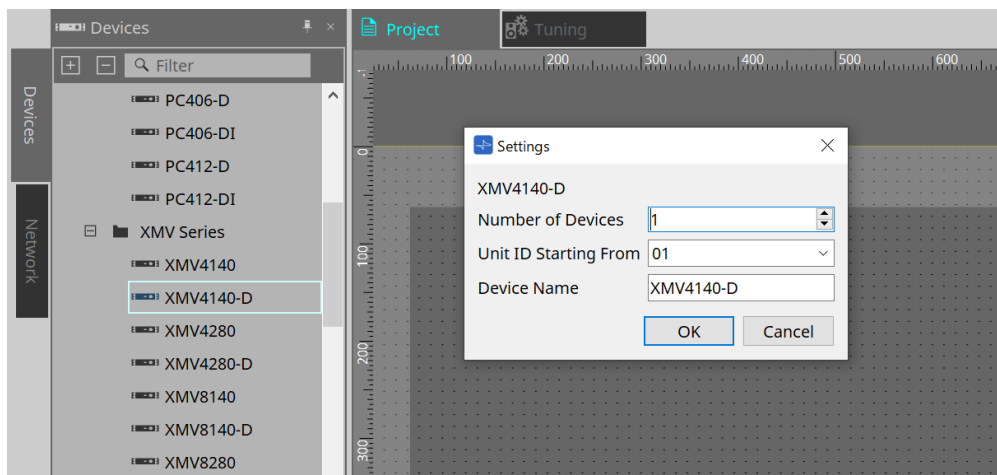 Devices
Filter
PC406-D
PC406-DI
PC412-D
PC412-DI
XMV Series
XMV4140
XMV4140-D
XMV4280
XMV4280-D
XMV8140
XMV8140-D
XMV8280
Devices
Network
Project
Tuning
100 200 300 400 500 600
-1
0
100
200
300
Settings
XMV4140-D
Number of Devices 1
Unit ID Starting From 01
Device Name XMV4140-D
OK Cancel